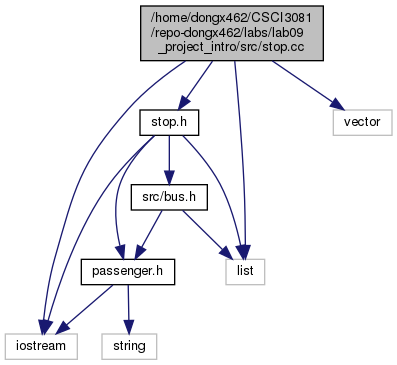 /home/dongx462/CSCI3081
/repo-dongx462/labs/lab09
_project_intro/src/stop.cc
stop.h
vector
src/bus.h
passenger.h
list
iostream
string